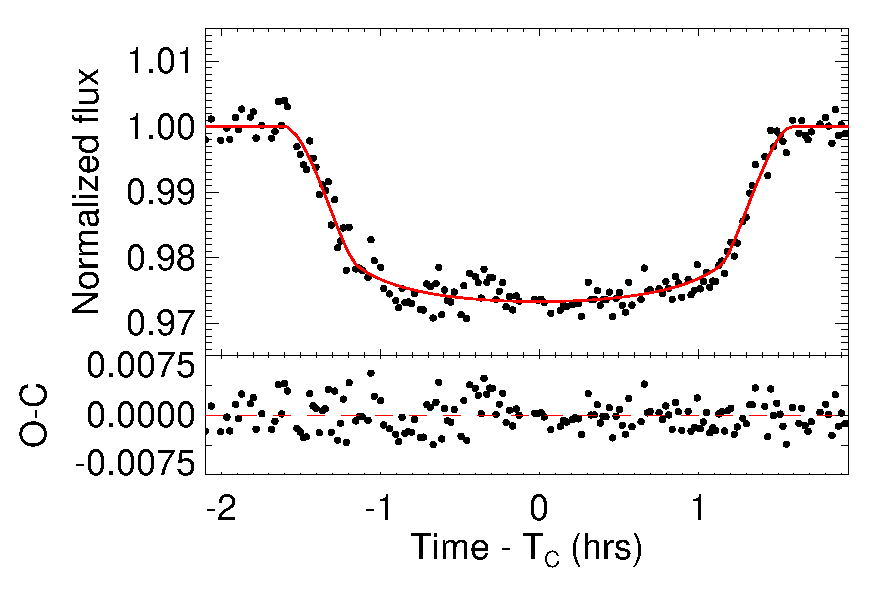 Normalized flux
1.01
1.00
0.99
0.98
0.97
O-C
0.0075
0.0000
-0.0075
-2 -1 0 1
Time - T_C (hrs)